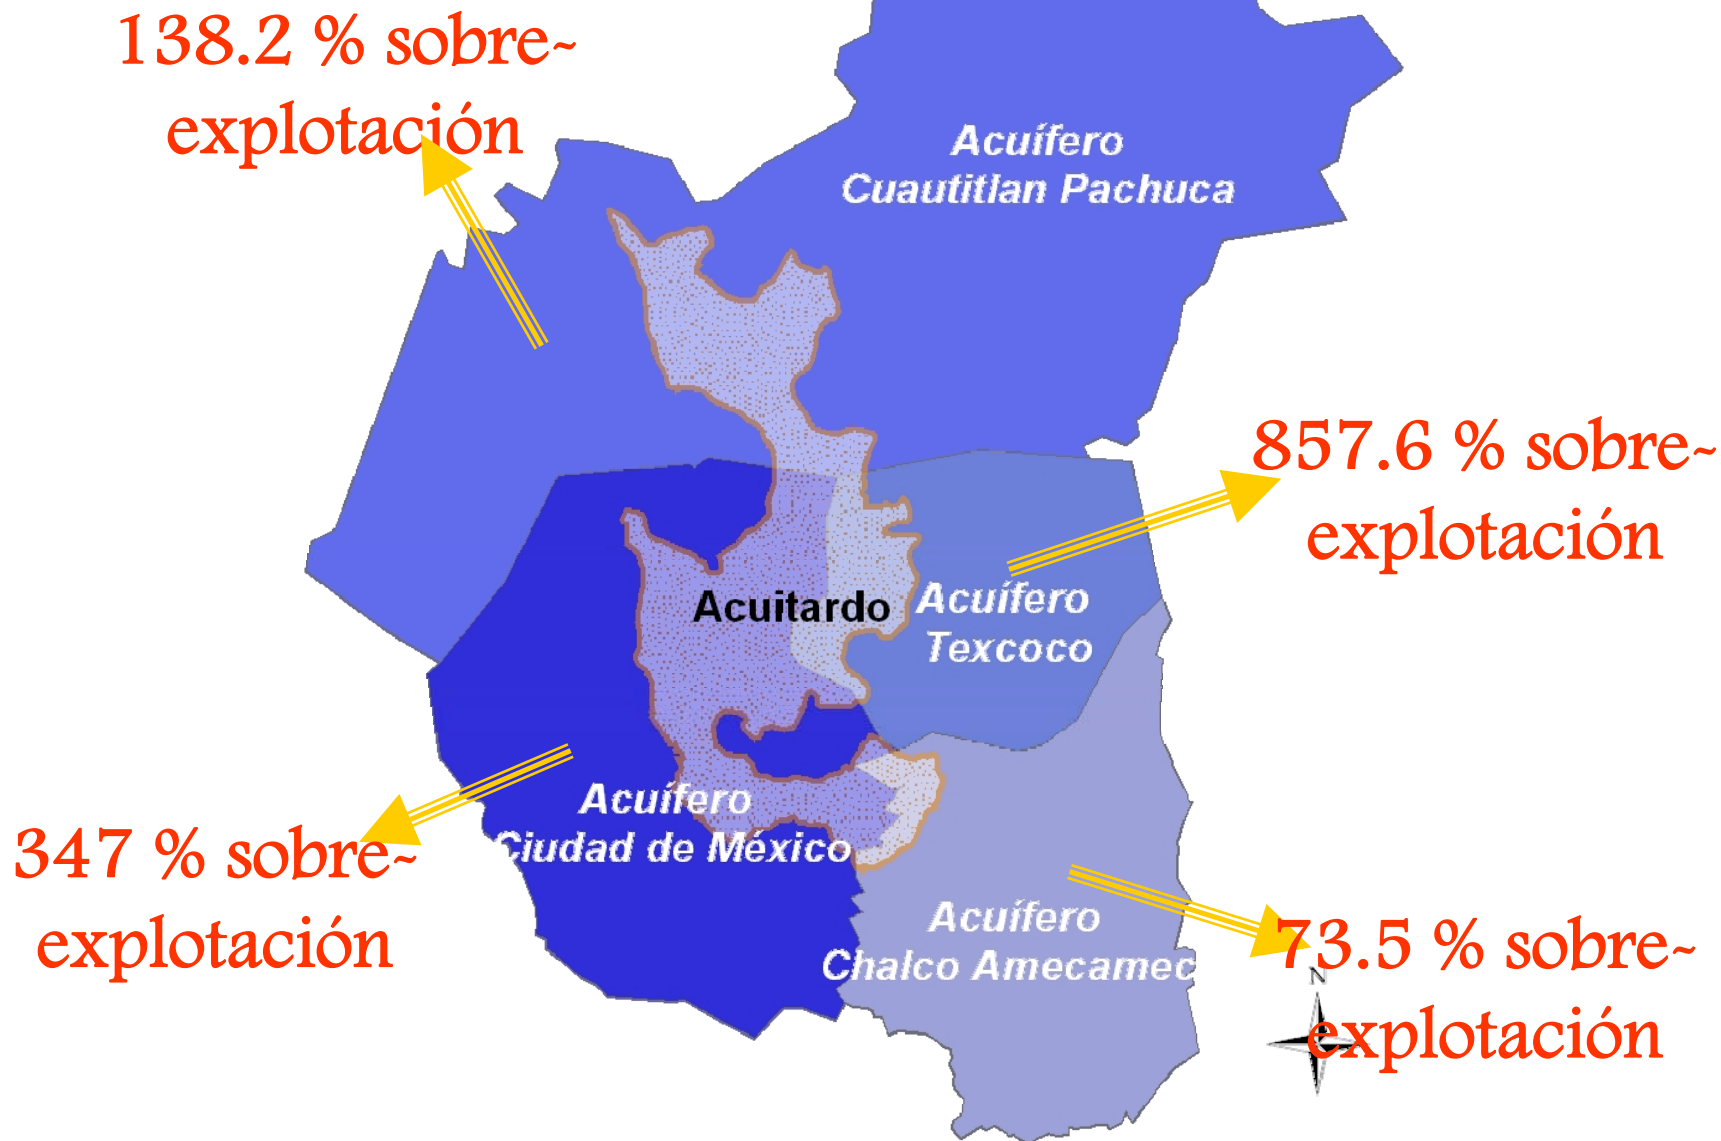 138.2 % sobre-
explotación
Acuífero
Cuautitlan Pachuca
857.6 % sobre-
explotación
Acuitardo
Acuífero
Texcoco
Acuífero
Ciudad de México
347 % sobre-
explotación
Acuífero
Chalco Amecamec
73.5 % sobre-
explotación
N